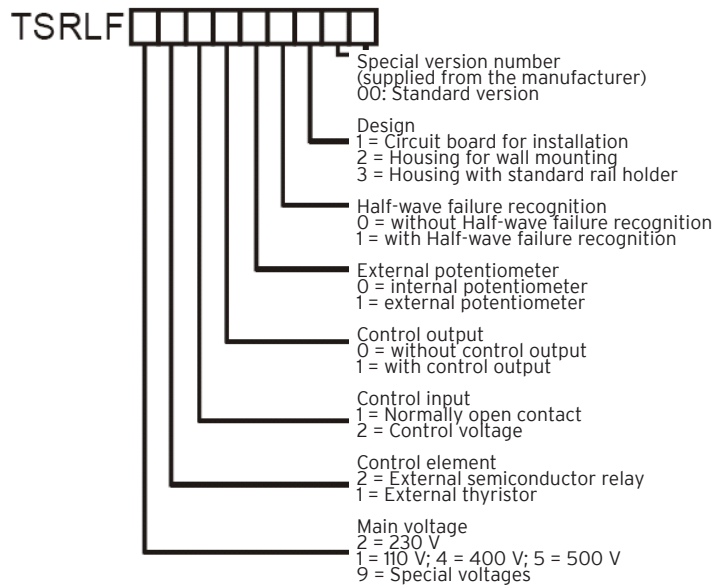 TSRLF
Special version number
(supplied from the manufacturer)
00: Standard version
Design
1 = Circuit board for installation
2 = Housing for wall mounting
3 = Housing with standard rail holder
Half-wave failure recognition
0 = without Half-wave failure recognition
1 = with Half-wave failure recognition
External potentiometer
0 = internal potentiometer
1 = external potentiometer
Control output
0 = without control output
1 = with control output
Control input
1 = Normally open contact
2 = Control voltage
Control element
2 = External semiconductor relay
1 = External thyristor
Main voltage
2 = 230 V
1 = 110 V; 4 = 400 V; 5 = 500 V
9 = Special voltages